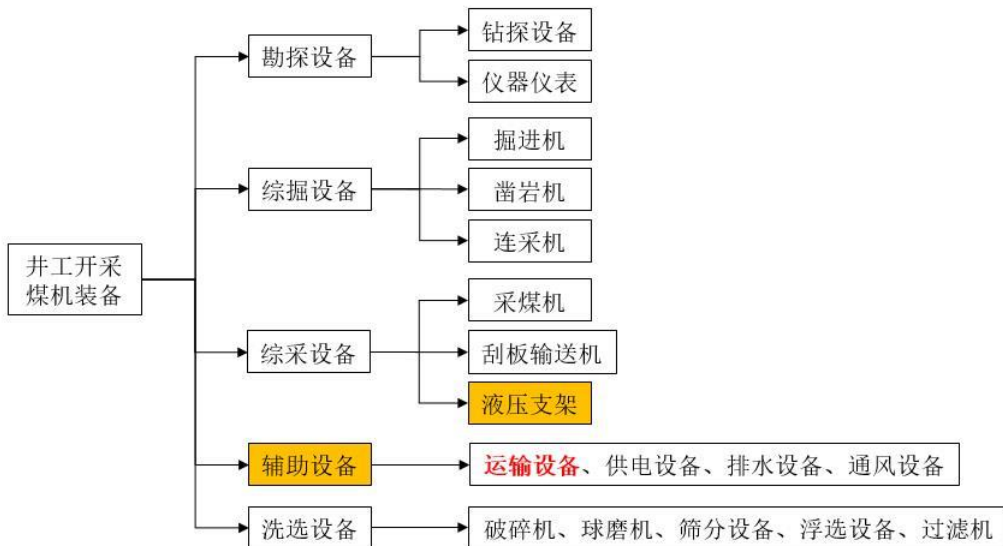 井工开采
煤机装备
勘探设备
钻探设备
仪器仪表
综掘设备
掘进机
凿岩机
连采机
综采设备
采煤机
刮板输送机
液压支架
辅助设备
运输设备、供电设备、排水设备、通风设备
洗选设备
破碎机、球磨机、筛分设备、浮选设备、过滤机